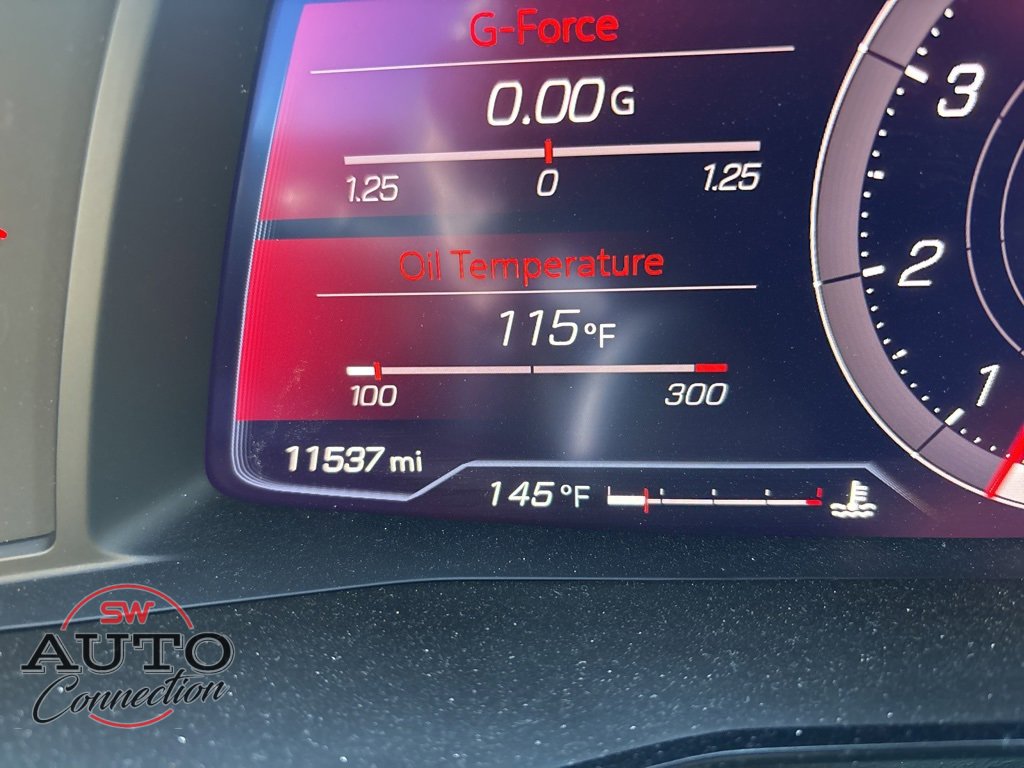 G-Force
0.00 G
1.25 0 1.25
Oil Temperature
115 °F
100 300
11537 mi
145 °F
3
2
1
SW
AUTO
Connection